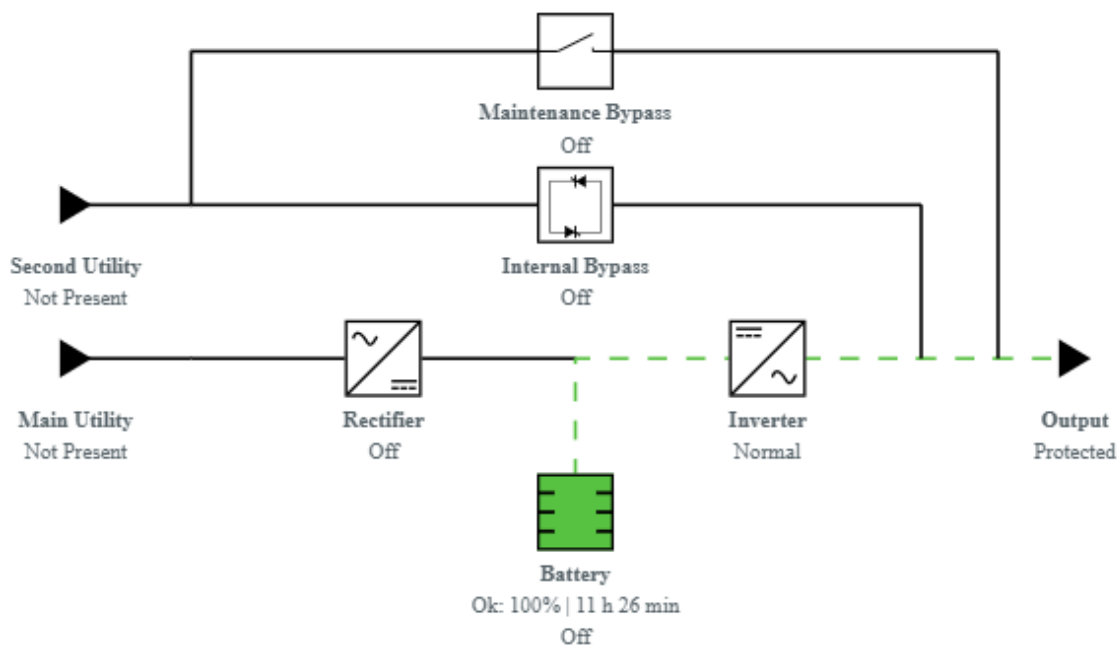 Maintenance Bypass
Off
Second Utility
Not Present
Internal Bypass
Off
Main Utility
Not Present
Rectifier
Off
Inverter
Normal
Output
Protected
Battery
Ok: 100% | 11 h 26 min
Off